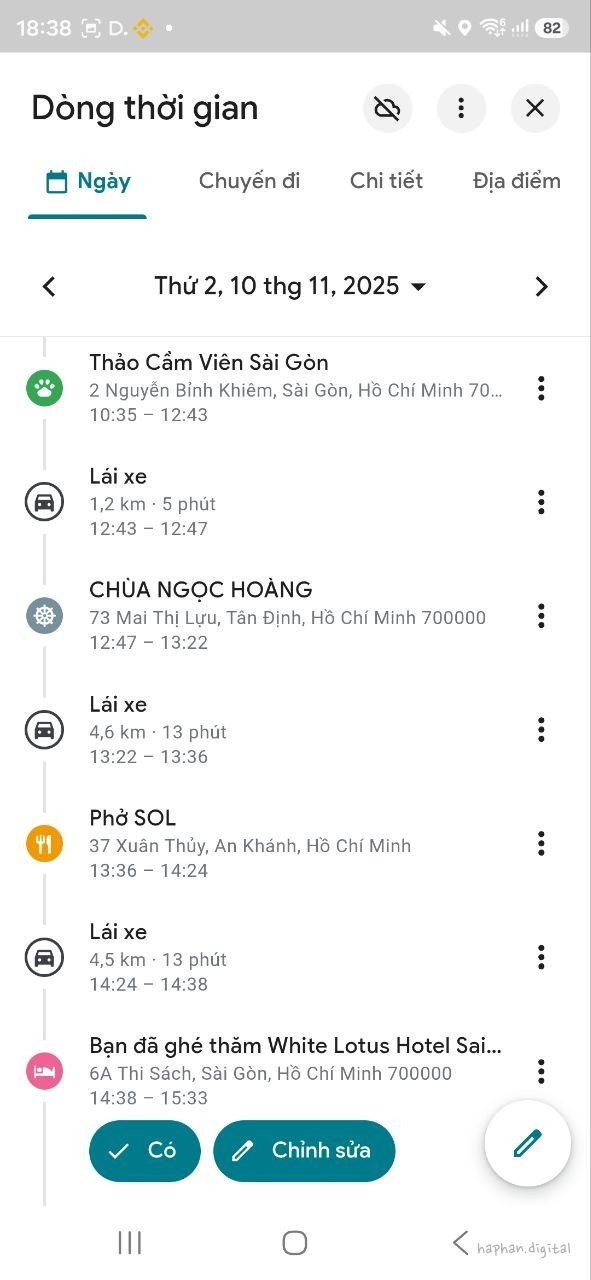 18:38 D. 82
Dòng thời gian
Ngày Chuyến đi Chi tiết Địa điểm
Thứ 2, 10 thg 11, 2025
Thảo Cầm Viên Sài Gòn
2 Nguyễn Bỉnh Khiêm, Sài Gòn, Hồ Chí Minh 70...
10:35 – 12:43
Lái xe
1,2 km · 5 phút
12:43 – 12:47
CHÙA NGỌC HOÀNG
73 Mai Thị Lựu, Tân Định, Hồ Chí Minh 700000
12:47 – 13:22
Lái xe
4,6 km · 13 phút
13:22 – 13:36
Phở SOL
37 Xuân Thủy, An Khánh, Hồ Chí Minh
13:36 – 14:24
Lái xe
4,5 km · 13 phút
14:24 – 14:38
Bạn đã ghé thăm White Lotus Hotel Sai...
6A Thi Sách, Sài Gòn, Hồ Chí Minh 700000
14:38 – 15:33
Có Chỉnh sửa
haphan.digital